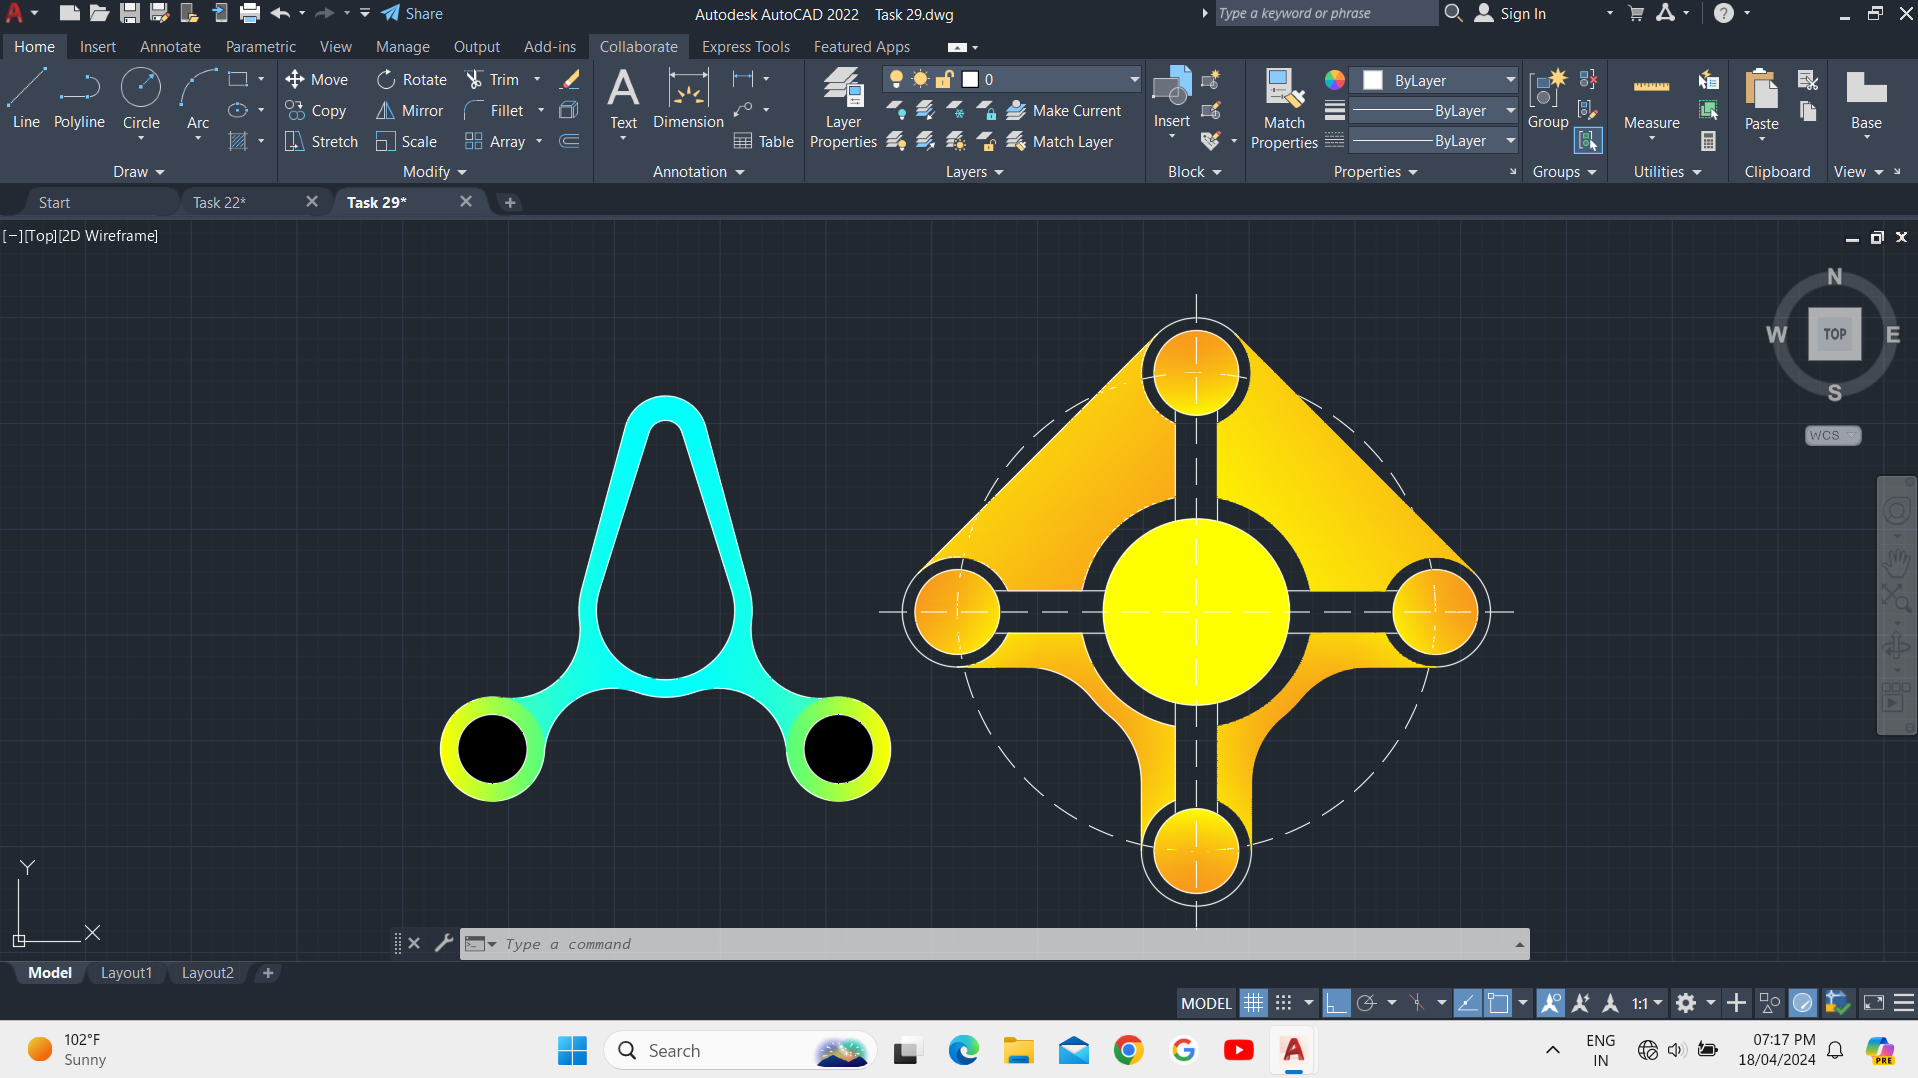 Share
Autodesk AutoCAD 2022 Task 29.dwg
Type a keyword or phrase
Sign In
Home Insert Annotate Parametric View Manage Output Add-ins Collaborate Express Tools Featured Apps
Line Polyline Circle Arc
Move Rotate Trim
Copy Mirror Fillet
Stretch Scale Array
Text Dimension Table
Layer Properties
0
Make Current
Match Layer
Insert
Match Properties
ByLayer
ByLayer
ByLayer
Group
Measure
Paste
Base
Draw Modify Annotation Layers Block Properties Groups Utilities Clipboard View
Start Task 22* Task 29*
[−][Top][2D Wireframe]
N
W TOP E
S
WCS
Y
X
Type a command
Model Layout1 Layout2
MODEL 1:1
102°F
Sunny
Search
ENG
IN
07:17 PM
18/04/2024
PRE